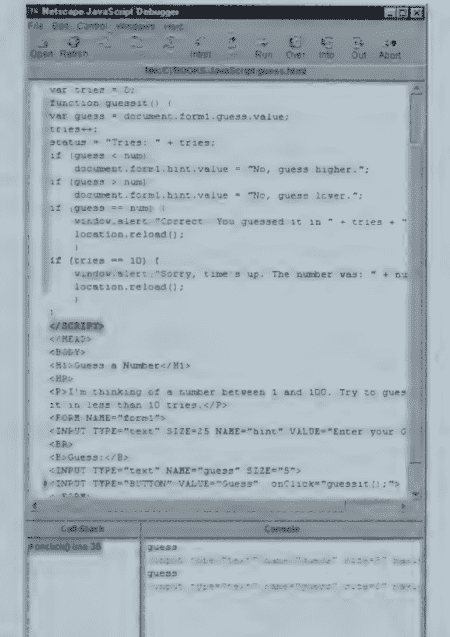 Netscape JavaScript Debugger
File Edit Control Windows Help
Open Refresh Intrpt Run Over Into Out Abort
var tries = 0;
function guessit() {
var guess = document.form1.guess.value;
tries++;
status = "Tries: " + tries;
if (guess < num)
document.form1.hint.value = "No, guess higher.";
if (guess > num)
document.form1.hint.value = "No, guess lower.";
if (guess == num) {
window.alert("Correct! You guessed it in " + tries + "
location.reload();
}
if (tries == 10) {
window.alert("Sorry, time's up. The number was: " + nu
location.reload();
}
}
</SCRIPT>
</HEAD>
<BODY>
<H1>Guess a Number</H1>
<HR>
<P>I'm thinking of a number between 1 and 100. Try to gues
it in less than 10 tries.</P>
<FORM NAME="form1">
<INPUT TYPE="text" SIZE=25 NAME="hint" VALUE="Enter your G
<BR>
<B>Guess:</B>
<INPUT TYPE="text" NAME="guess" SIZE="5">
<INPUT TYPE="BUTTON" VALUE="Guess" onClick="guessit();">
</FORM>
Call Stack Console
guess
guess